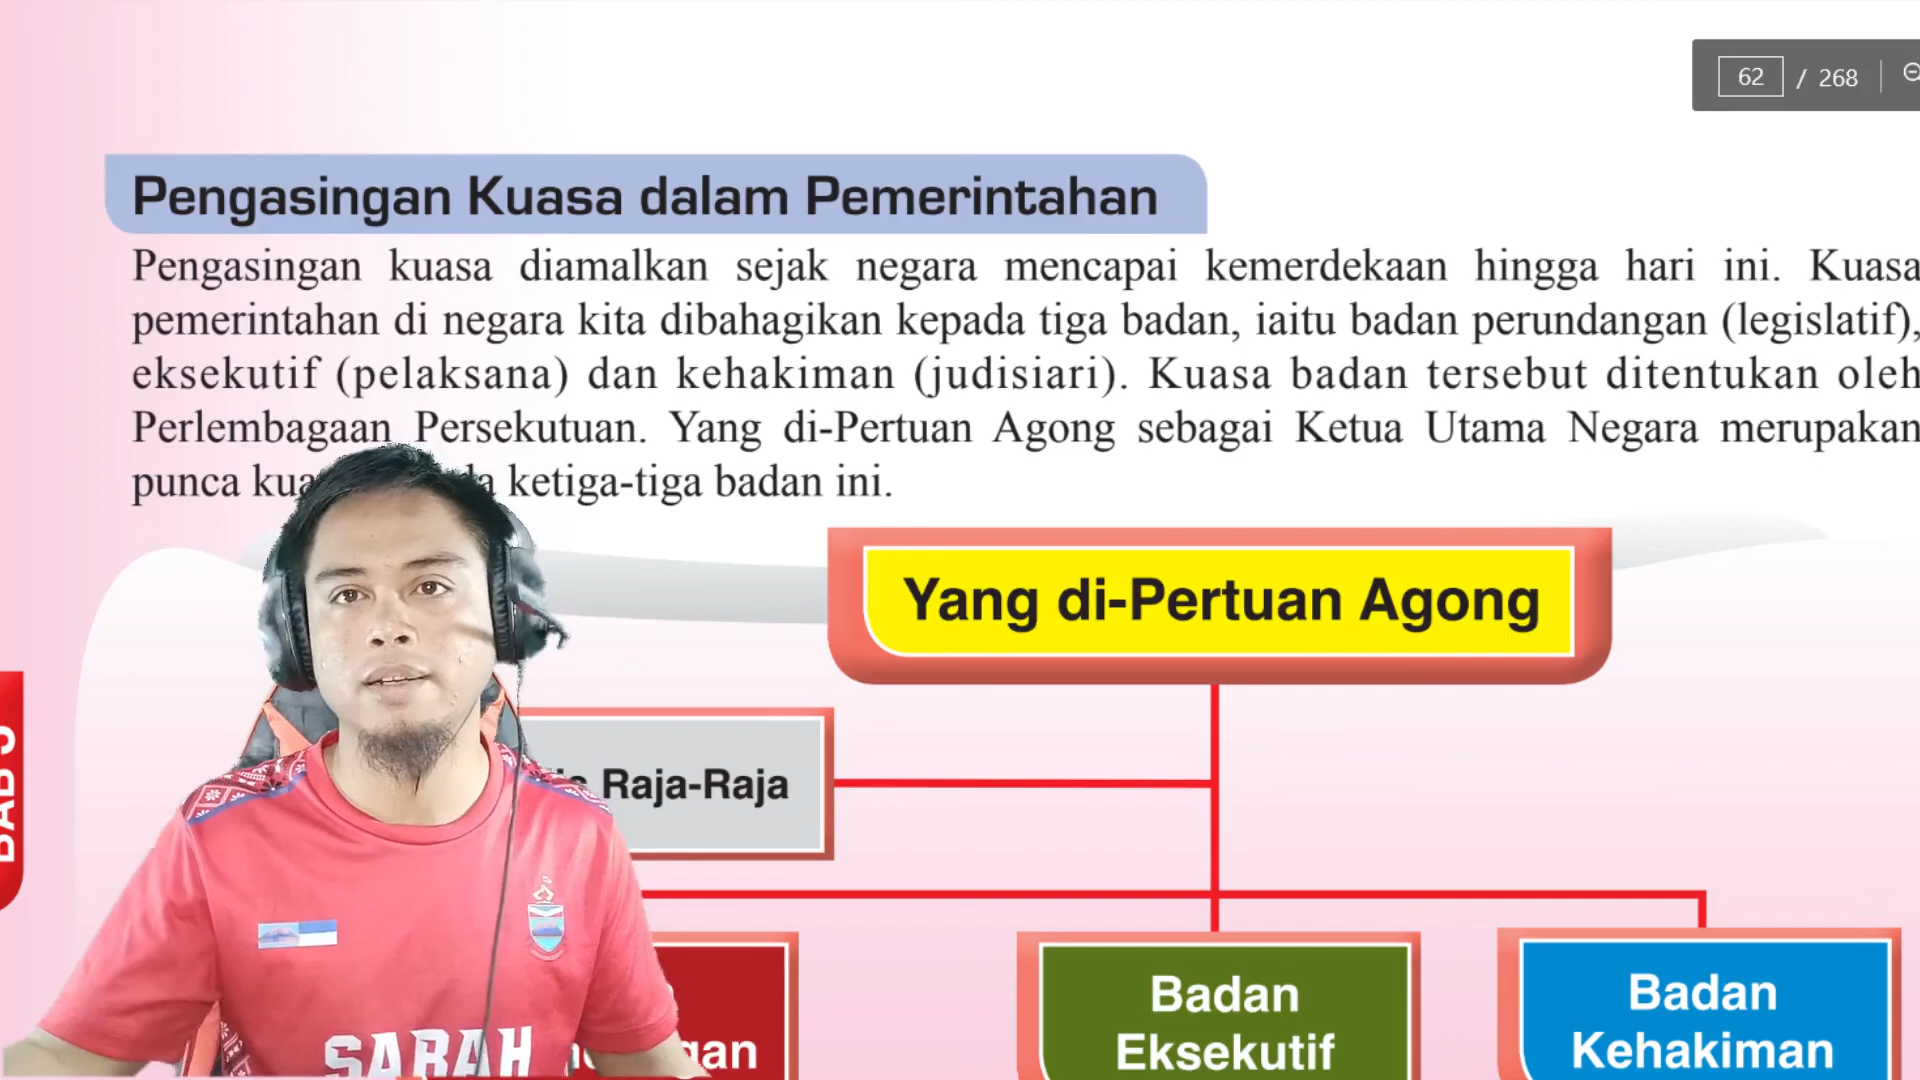 62 / 268
Pengasingan Kuasa dalam Pemerintahan
Pengasingan kuasa diamalkan sejak negara mencapai kemerdekaan hingga hari ini. Kuasa
pemerintahan di negara kita dibahagikan kepada tiga badan, iaitu badan perundangan (legislatif),
eksekutif (pelaksana) dan kehakiman (judisiari). Kuasa badan tersebut ditentukan oleh
Perlembagaan Persekutuan. Yang di-Pertuan Agong sebagai Ketua Utama Negara merupakan
punca ketiga-tiga badan ini.
Yang di-Pertuan Agong
Raja-Raja
BAB 3
Badan
Eksekutif
Badan
Kehakiman
SABAH